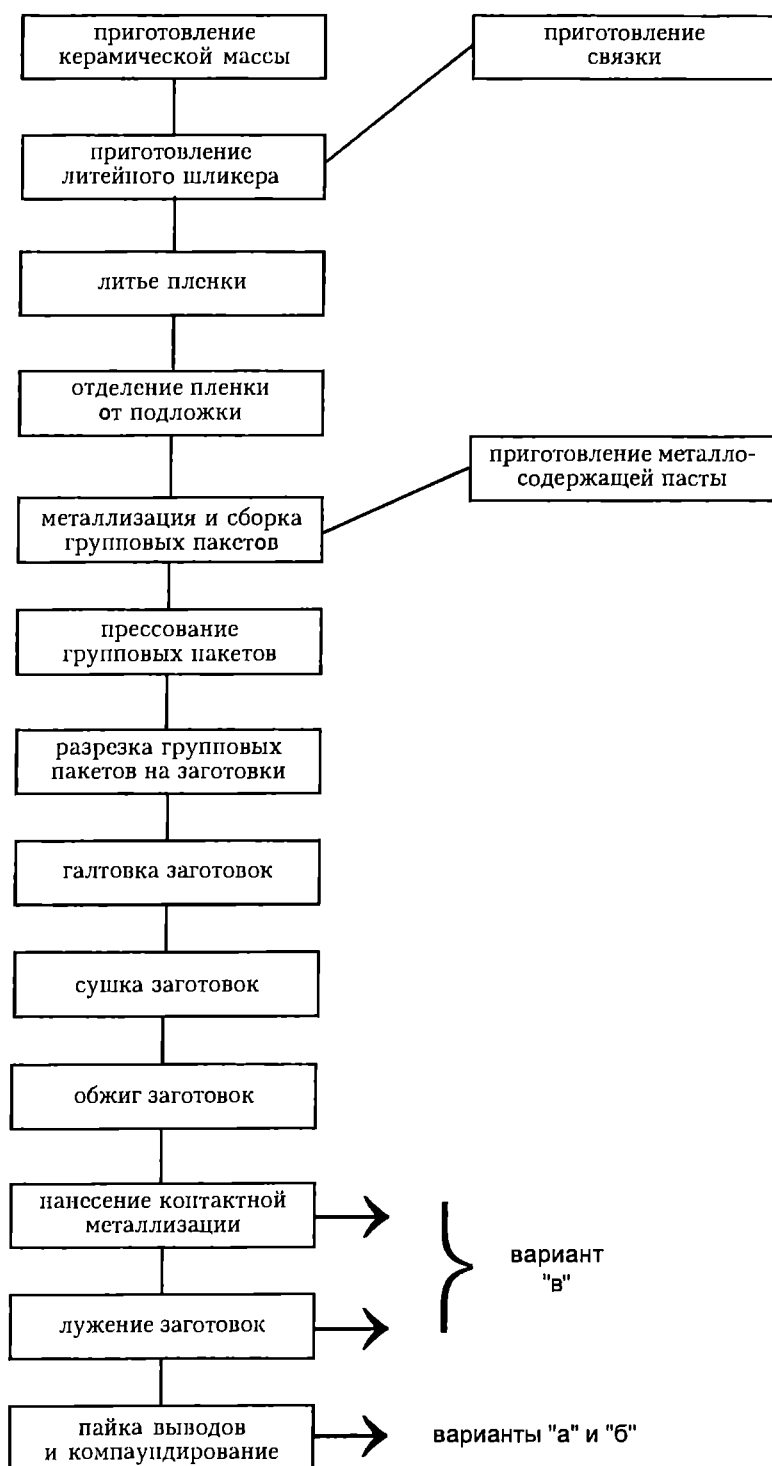 приготовление
керамической массы
приготовление
связки
приготовление
литейного шликера
литье пленки
отделение пленки
от подложки
приготовление металло-
содержащей пасты
металлизация и сборка
групповых пакетов
прессование
групповых пакетов
разрезка групповых
пакетов на заготовки
галтовка заготовок
сушка заготовок
обжиг заготовок
нанесение контактной
металлизации
вариант
"в"
лужение заготовок
пайка выводов
и компаундирование
варианты "а" и "б"